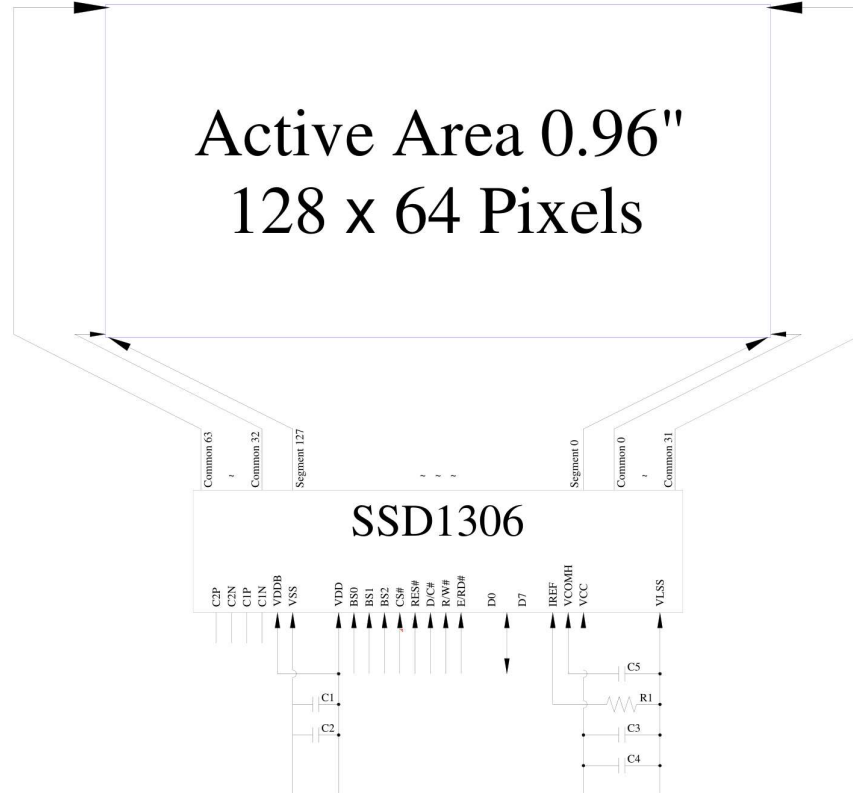 Active Area 0.96"
128 x 64 Pixels
Common 63
~
Common 32
Segment 127
~ ~ ~
Segment 0
Common 0
~
Common 31
SSD1306
C2P
C2N
C1P
C1N
VDDB
VSS
VDD
BS0
BS1
BS2
CS#
RES#
D/C#
R/W#
E/RD#
D0
D7
IREF
VCOMH
VCC
VLSS
C5
C1
R1
C2
C3
C4